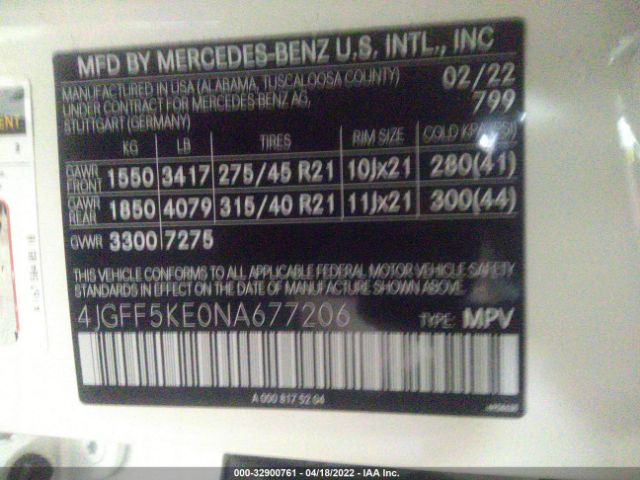 MFD BY MERCEDES-BENZ U.S. INTL., INC
MANUFACTURED IN USA (ALABAMA, TUSCALOOSA COUNTY) 02/22
UNDER CONTRACT FOR MERCEDES-BENZ AG, 799
STUTTGART (GERMANY)
KG LB TIRES RIM SIZE COLD KPA(PSI)
GAWR FRONT 1550 3417 275/45 R21 10Jx21 280(41)
GAWR REAR 1850 4079 315/40 R21 11Jx21 300(44)
GVWR 3300 7275
THIS VEHICLE CONFORMS TO ALL APPLICABLE FEDERAL MOTOR VEHICLE SAFETY
STANDARDS IN EFFECT ON THE DATE OF MANUFACTURE SHOWN ABOVE.
4JGFF5KE0NA677206 TYPE: MPV
A 000 817 52 04
000-32900761 - 04/18/2022 - IAA Inc.